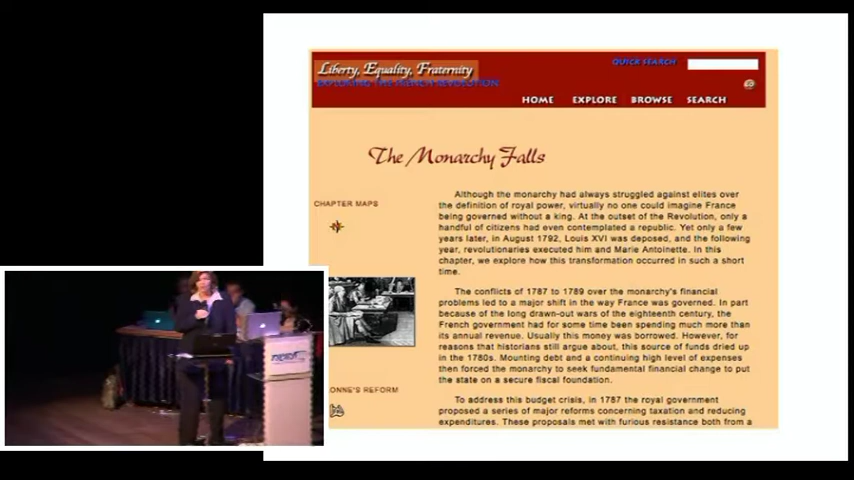 Liberty, Equality, Fraternity
EXPLORING THE FRENCH REVOLUTION
QUICK SEARCH
GO
HOME EXPLORE BROWSE SEARCH
The Monarchy Falls
CHAPTER MAPS
Although the monarchy had always struggled against elites over
the definition of royal power, virtually no one could imagine France
being governed without a king. At the outset of the Revolution, only a
handful of citizens had even contemplated a republic. Yet only a few
years later, in August 1792, Louis XVI was deposed, and the following
year, revolutionaries executed him and Marie Antoinette. In this
chapter, we explore how this transformation occurred in such a short
time.
The conflicts of 1787 to 1789 over the monarchy's financial
problems led to a major shift in the way France was governed. In part
because of the long drawn-out wars of the eighteenth century, the
French government had for some time been spending much more than
its annual revenue. Usually this money was borrowed. However, for
reasons that historians still argue about, this source of funds dried up
in the 1780s. Mounting debt and a continuing high level of expenses
then forced the monarchy to seek fundamental financial change to put
the state on a secure fiscal foundation.
ONNE'S REFORM
To address this budget crisis, in 1787 the royal government
proposed a series of major reforms concerning taxation and reducing
expenditures. These proposals met with furious resistance both from a